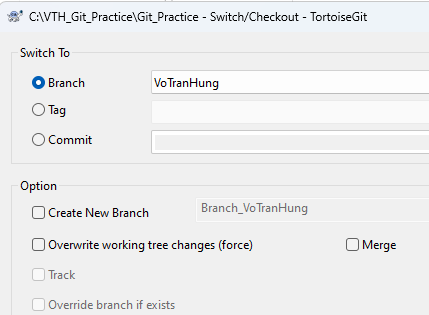 C:\VTH_Git_Practice\Git_Practice - Switch/Checkout - TortoiseGit
Switch To
Branch VoTranHung
Tag
Commit
Option
Create New Branch Branch_VoTranHung
Overwrite working tree changes (force) Merge
Track
Override branch if exists